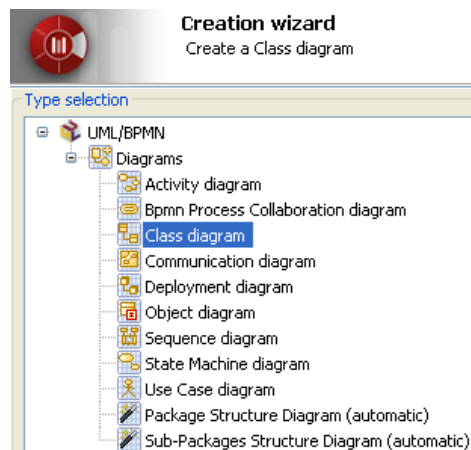 Creation wizard
Create a Class diagram
Type selection
UML/BPMN
Diagrams
Activity diagram
Bpmn Process Collaboration diagram
Class diagram
Communication diagram
Deployment diagram
Object diagram
Sequence diagram
State Machine diagram
Use Case diagram
Package Structure Diagram (automatic)
Sub-Packages Structure Diagram (automatic)